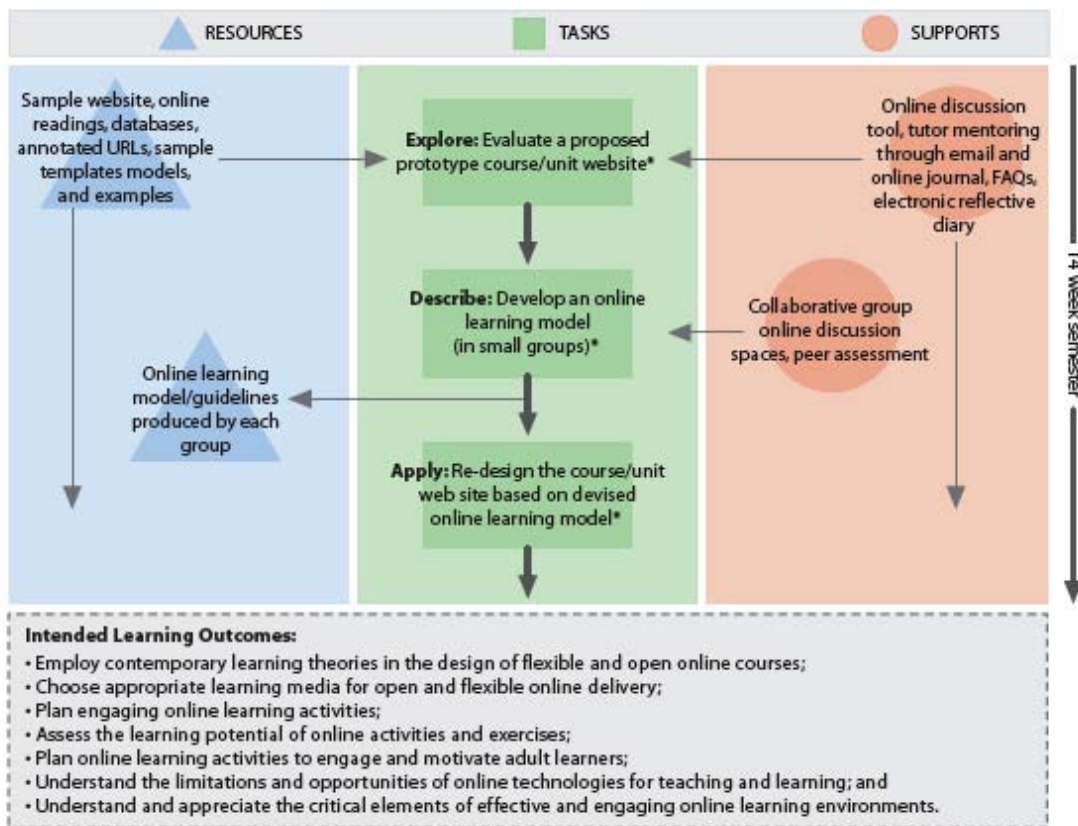 RESOURCES
TASKS
SUPPORTS
Sample website, online
readings, databases,
annotated URLs, sample
templates models,
and examples
Explore: Evaluate a proposed
prototype course/unit website*
Online discussion
tool, tutor mentoring
through email and
online journal, FAQs,
electronic reflective
diary
Describe: Develop an online
learning model
(in small groups)*
Collaborative group
online discussion
spaces, peer assessment
Online learning
model/guidelines
produced by each
group
Apply: Re-design the course/unit
web site based on devised
online learning model*
14 week semester
Intended Learning Outcomes:
• Employ contemporary learning theories in the design of flexible and open online courses;
• Choose appropriate learning media for open and flexible online delivery;
• Plan engaging online learning activities;
• Assess the learning potential of online activities and exercises;
• Plan online learning activities to engage and motivate adult learners;
• Understand the limitations and opportunities of online technologies for teaching and learning; and
• Understand and appreciate the critical elements of effective and engaging online learning environments.